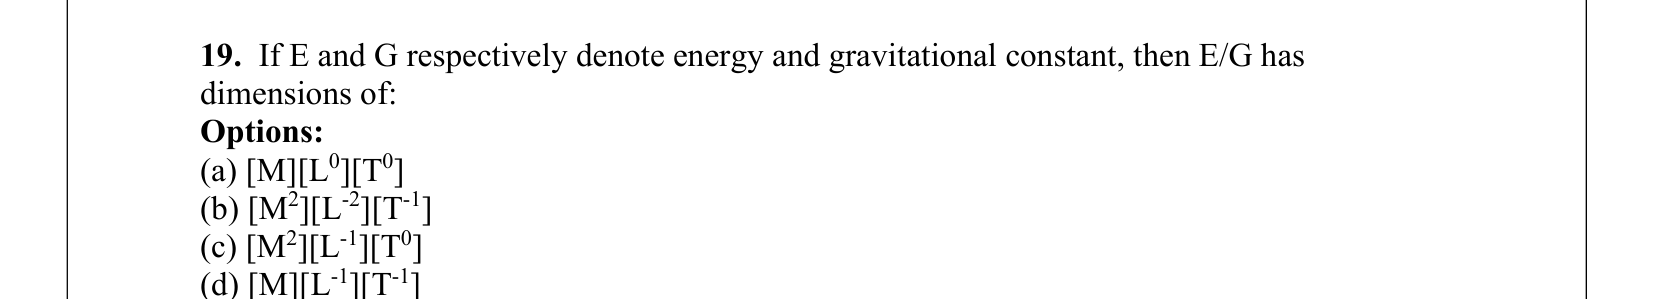 19. If E and G respectively denote energy and gravitational constant, then E/G has
dimensions of:
Options:
(a) [M][L⁰][T⁰]
(b) [M²][L⁻²][T⁻¹]
(c) [M²][L⁻¹][T⁰]
(d) [M][L⁻¹][T⁻¹]